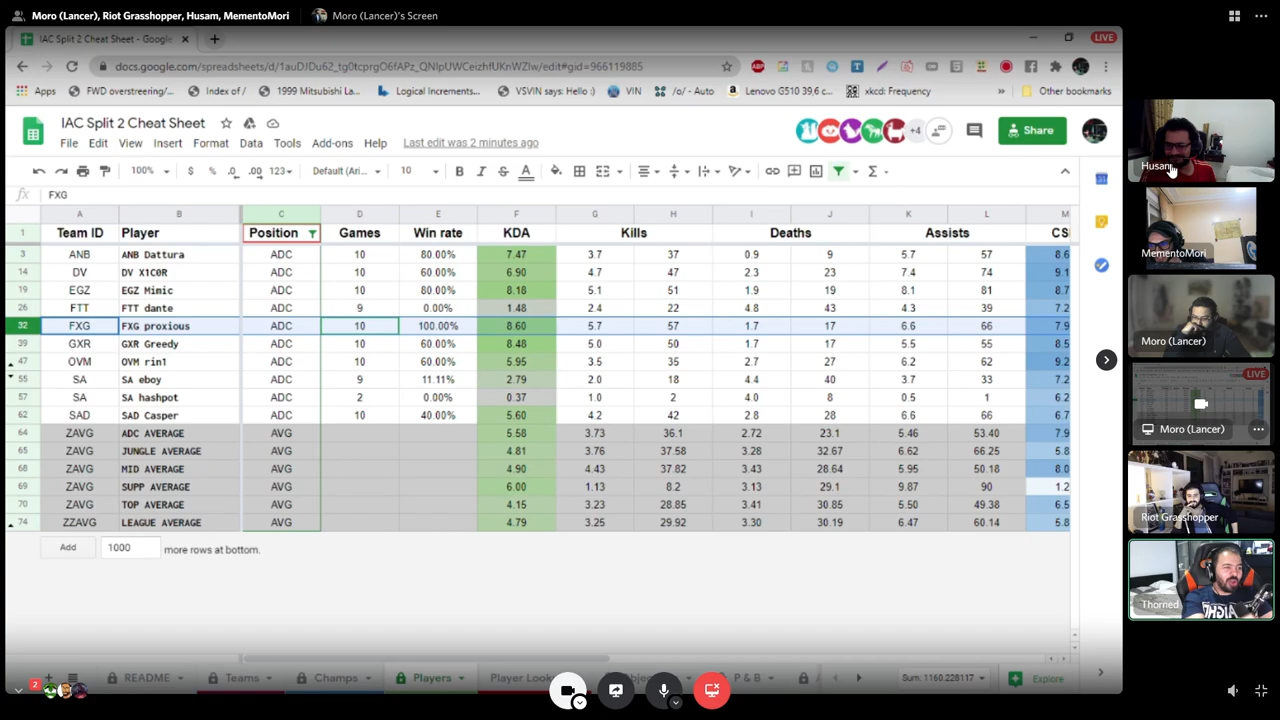 Moro (Lancer), Riot Grasshopper, Husam, MementoMori Moro (Lancer)'s Screen
IAC Split 2 Cheat Sheet - Google LIVE
docs.google.com/spreadsheets/d/1auDJDu62_tg0tcprgO6fAPz_QNlpUWCeizhfUKnWZlw/edit#gid=966119885
Apps FWD overstreering/... Index of / 1999 Mitsubishi La... Logical Increments... VSVIN says: Hello :) VIN /o/ - Auto Lenovo G510 39,6 c... xkcd: Frequency » Other bookmarks
IAC Split 2 Cheat Sheet +4 Share
File Edit View Insert Format Data Tools Add-ons Help Last edit was 2 minutes ago
100% $ % .0 .00 123 Default (Ari... 10 B I S A
fx FXG
A B C D E F G H I J K L M
1 Team ID Player Position Games Win rate KDA Kills Deaths Assists CS
3 ANB ANB Dattura ADC 10 80.00% 7.47 3.7 37 0.9 9 5.7 57 8.6
14 DV DV X1C0R ADC 10 60.00% 6.90 4.7 47 2.3 23 7.4 74 9.1
19 EGZ EGZ Mimic ADC 10 80.00% 8.18 5.1 51 1.9 19 8.1 81 8.7
26 FTT FTT dante ADC 9 0.00% 1.48 2.4 22 4.8 43 4.3 39 7.2
32 FXG FXG proxious ADC 10 100.00% 8.60 5.7 57 1.7 17 6.6 66 7.9
39 GXR GXR Greedy ADC 10 60.00% 8.48 5.0 50 1.7 17 5.5 55 8.5
47 OVM OVM rin1 ADC 10 60.00% 5.95 3.5 35 2.7 27 6.2 62 9.2
55 SA SA eboy ADC 9 11.11% 2.79 2.0 18 4.4 40 3.7 33 7.2
57 SA SA hashpot ADC 2 0.00% 0.37 1.0 2 4.0 8 0.5 1 6.2
62 SAD SAD Casper ADC 10 40.00% 5.60 4.2 42 2.8 28 6.6 66 6.7
64 ZAVG ADC AVERAGE AVG 5.58 3.73 36.1 2.72 23.1 5.46 53.40 7.9
65 ZAVG JUNGLE AVERAGE AVG 4.81 3.76 37.58 3.28 32.67 6.62 66.25 5.8
68 ZAVG MID AVERAGE AVG 4.90 4.43 37.82 3.43 28.64 5.95 50.18 8.0
69 ZAVG SUPP AVERAGE AVG 6.00 1.13 8.2 3.13 29.1 9.87 90 1.2
70 ZAVG TOP AVERAGE AVG 4.15 3.23 28.85 3.41 30.85 5.50 49.38 6.5
74 ZZAVG LEAGUE AVERAGE AVG 4.79 3.25 29.92 3.30 30.19 6.47 60.14 5.8
Add 1000 more rows at bottom.
README Teams Champs Players Player Look P & B Sum: 1160.228117 Explore
2
Husam
MementoMori
Moro (Lancer)
LIVE
Moro (Lancer)
Riot Grasshopper
Thorned